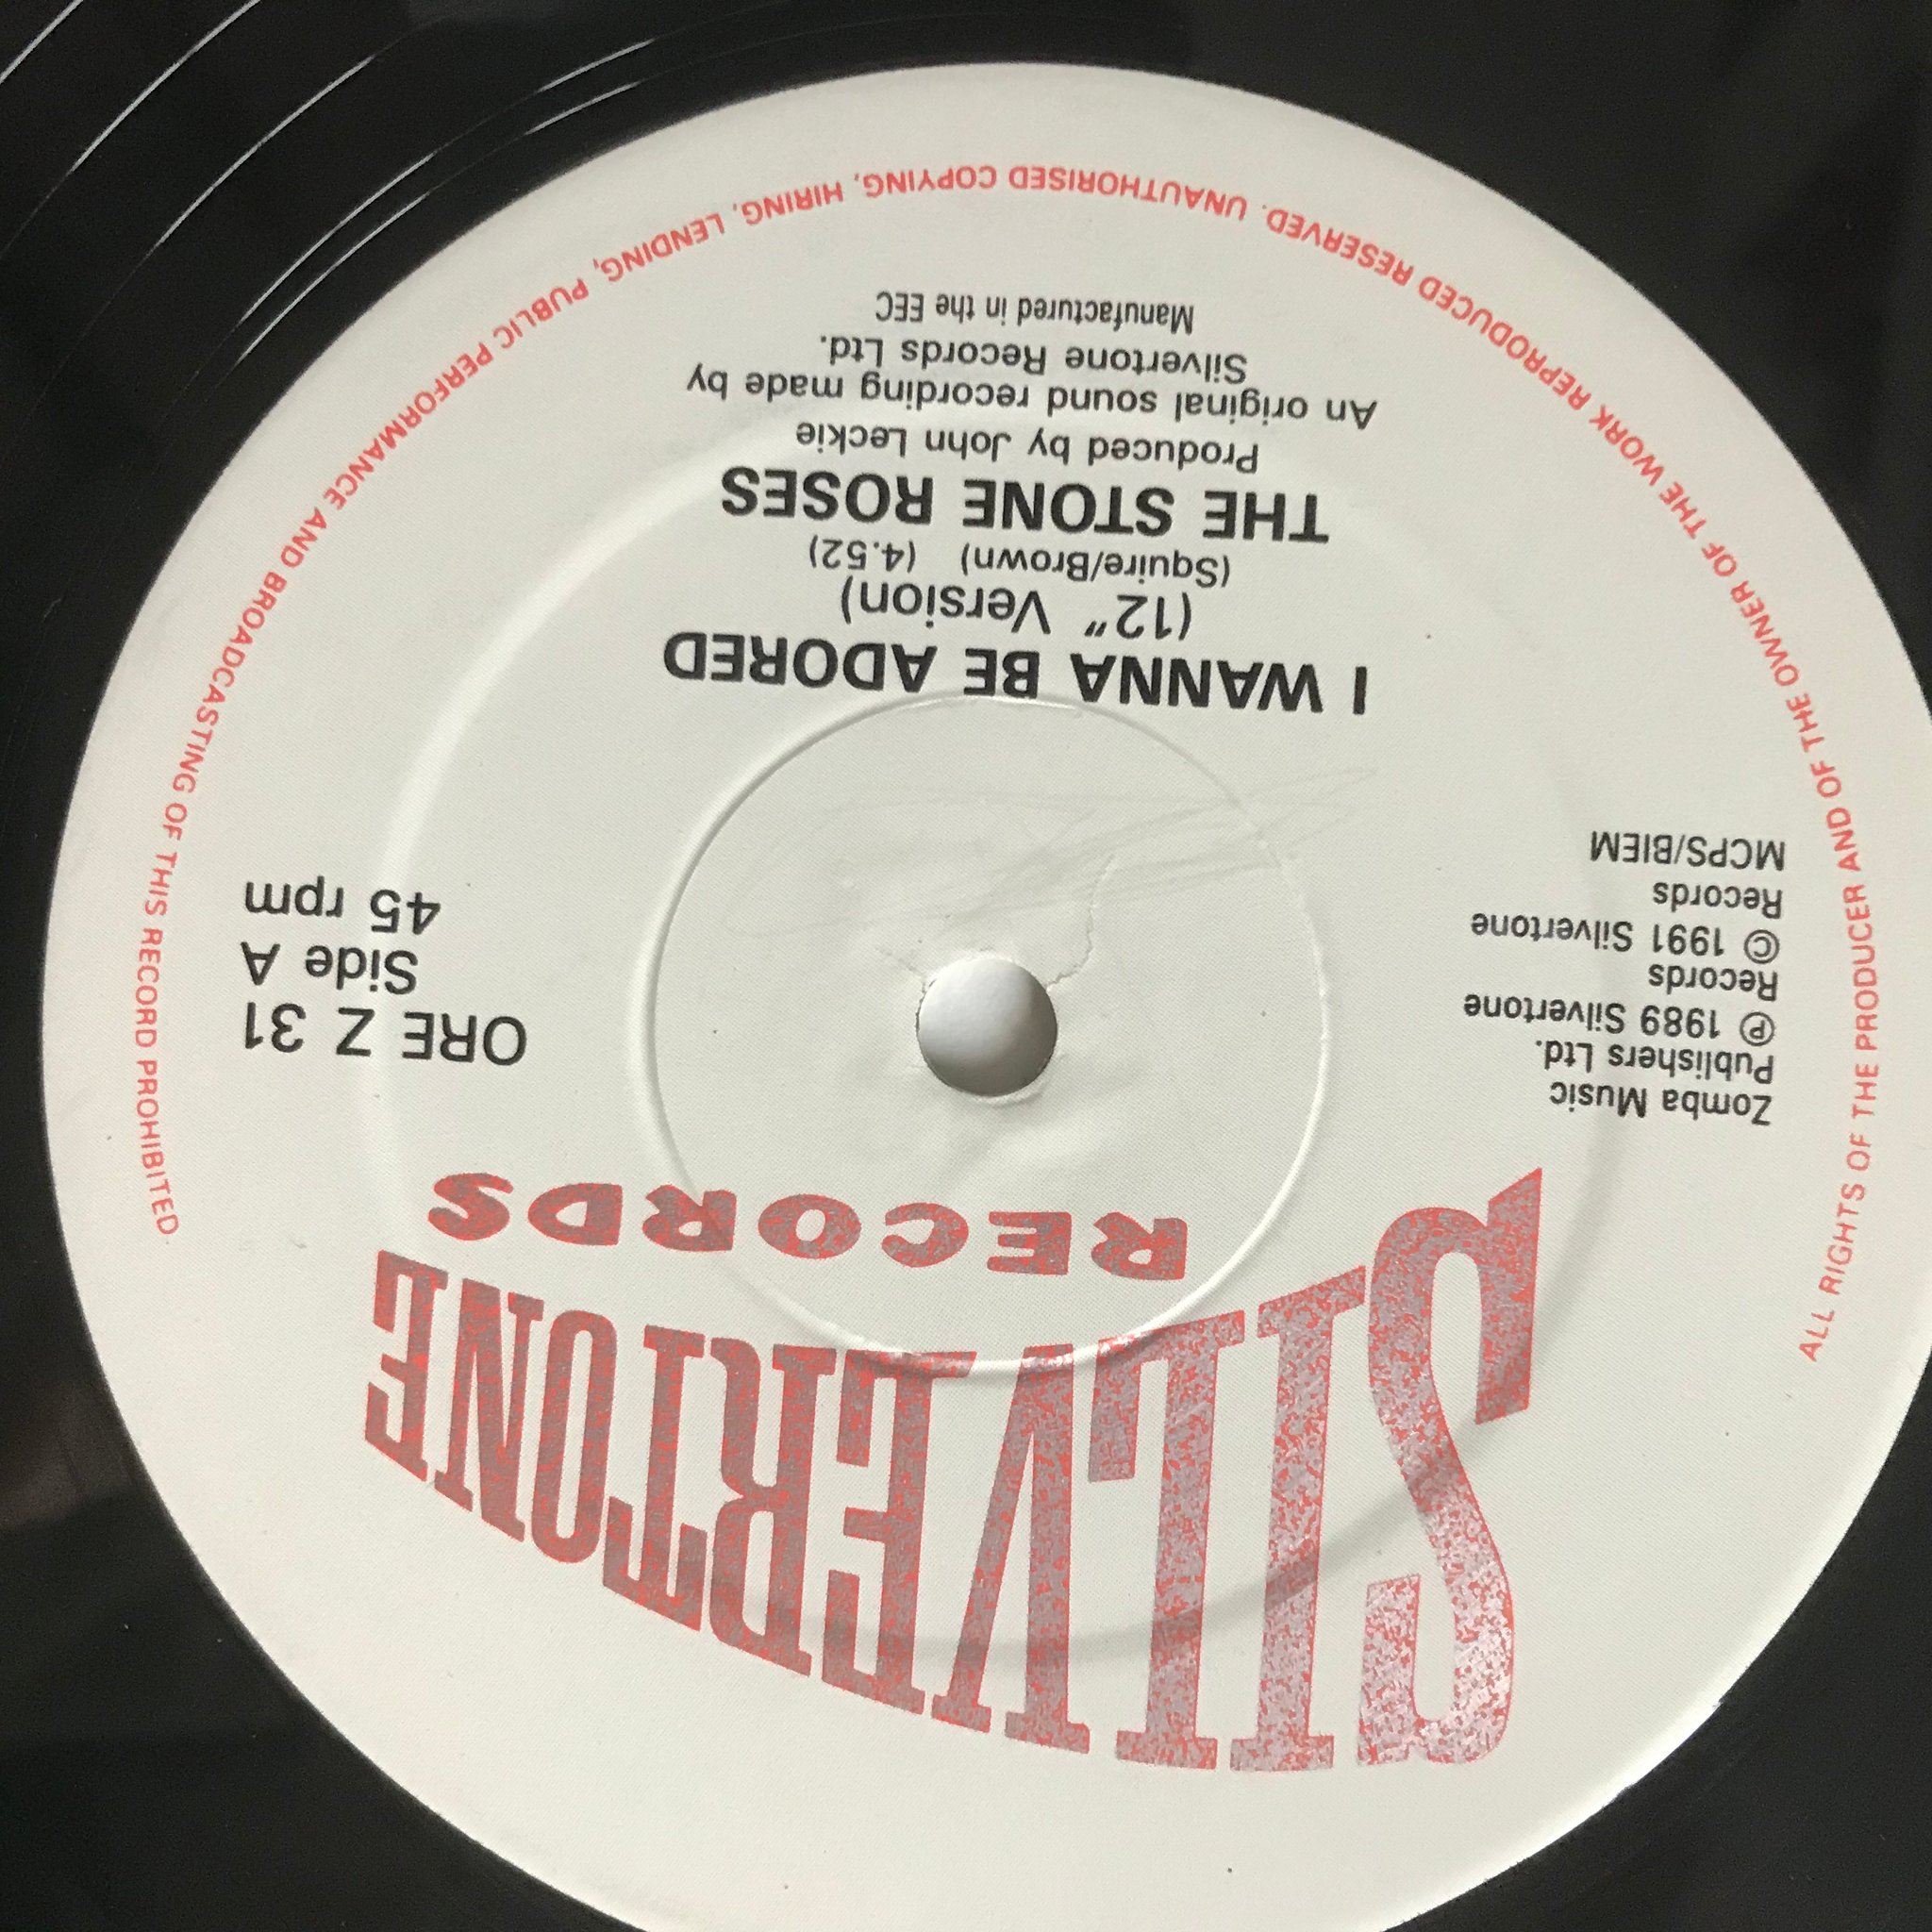 SILVERTONE
RECORDS
Zomba Music
Publishers Ltd.
Ⓟ 1989 Silvertone
Records
© 1991 Silvertone
Records
MCPS/BIEM
ORE Z 31
Side A
45 rpm
I WANNA BE ADORED
(12" Version)
(Squire/Brown) (4.52)
THE STONE ROSES
Produced by John Leckie
An original sound recording made by
Silvertone Records Ltd.
Manufactured in the EEC
ALL RIGHTS OF THE PRODUCER AND OF THE OWNER OF THE WORK REPRODUCED RESERVED. UNAUTHORISED COPYING, HIRING, LENDING, PUBLIC PERFORMANCE AND BROADCASTING OF THIS RECORD PROHIBITED